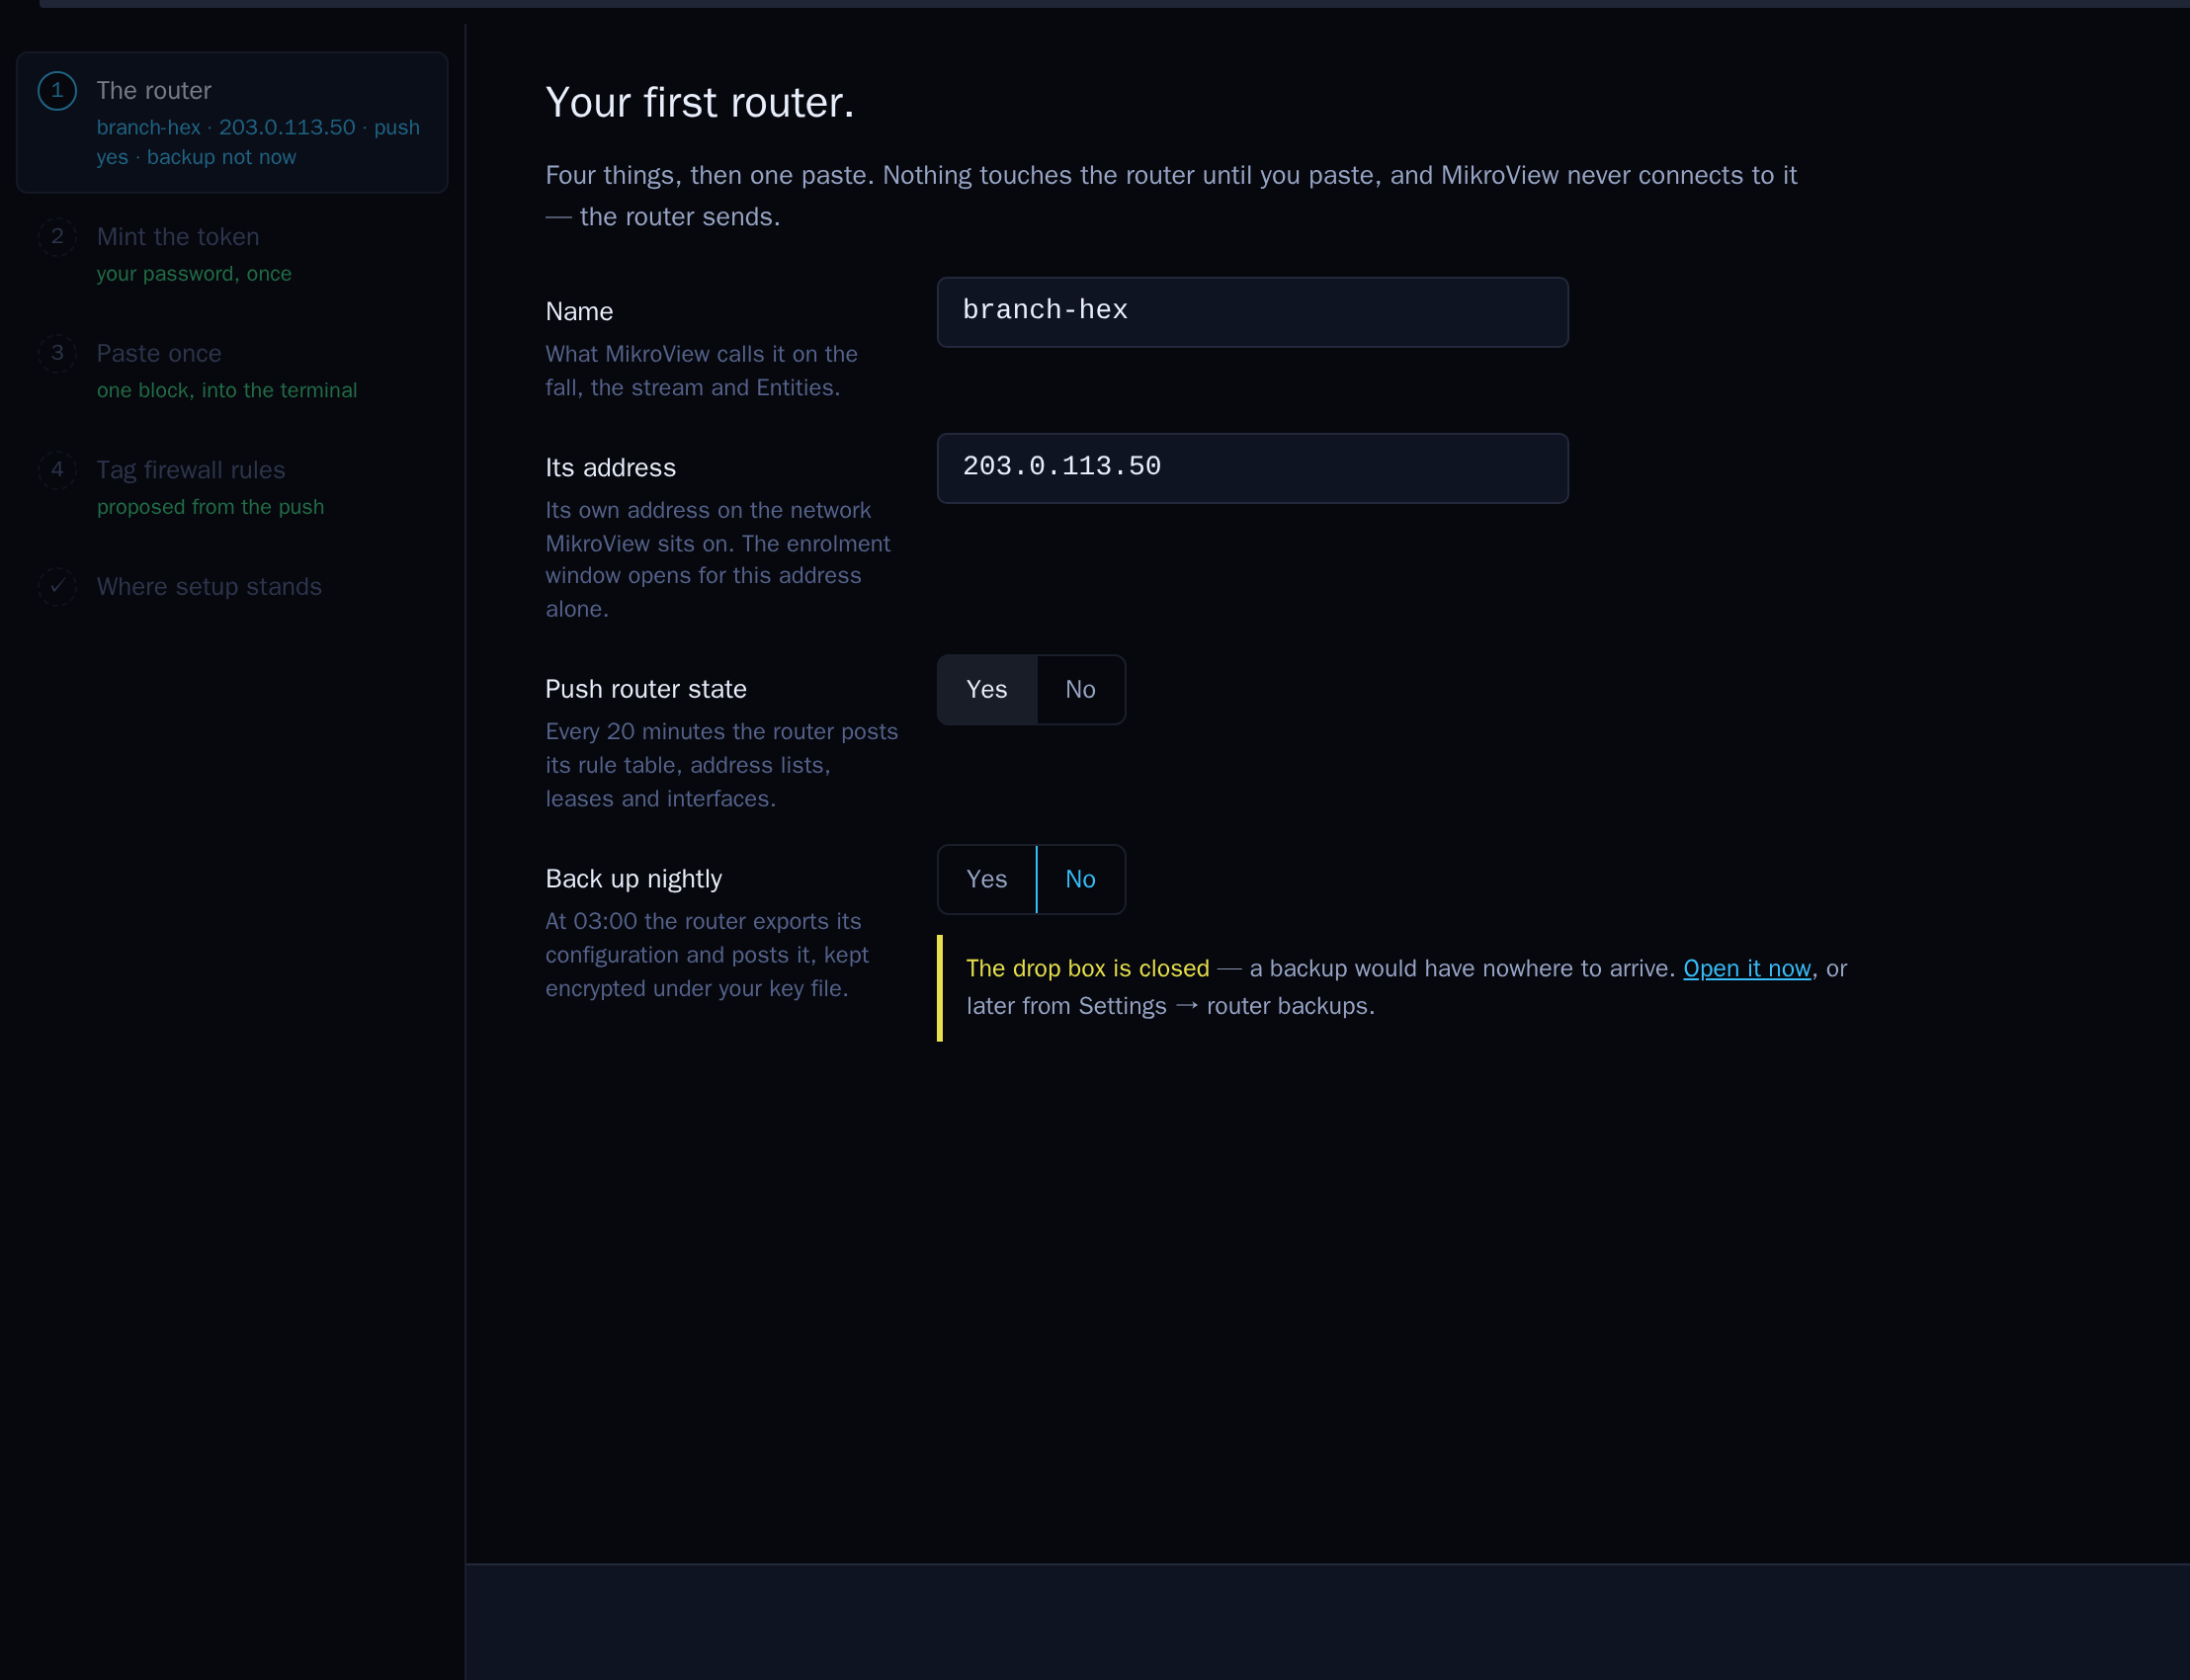 1
The router
branch-hex · 203.0.113.50 · push
yes · backup not now
2
Mint the token
your password, once
3
Paste once
one block, into the terminal
4
Tag firewall rules
proposed from the push
✓
Where setup stands
Your first router.
Four things, then one paste. Nothing touches the router until you paste, and MikroView never connects to it
— the router sends.
Name
What MikroView calls it on the
fall, the stream and Entities.
branch-hex
Its address
Its own address on the network
MikroView sits on. The enrolment
window opens for this address
alone.
203.0.113.50
Push router state
Every 20 minutes the router posts
its rule table, address lists,
leases and interfaces.
Yes No
Back up nightly
At 03:00 the router exports its
configuration and posts it, kept
encrypted under your key file.
Yes No
The drop box is closed — a backup would have nowhere to arrive. Open it now, or
later from Settings → router backups.